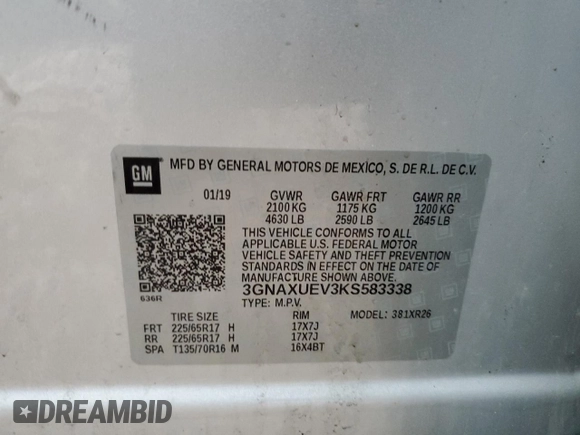 GM
MFD BY GENERAL MOTORS DE MEXICO, S. DE R.L. DE C.V.
01/19 GVWR GAWR FRT GAWR RR
2100 KG 1175 KG 1200 KG
4630 LB 2590 LB 2645 LB
THIS VEHICLE CONFORMS TO ALL
APPLICABLE U.S. FEDERAL MOTOR
VEHICLE SAFETY AND THEFT PREVENTION
STANDARDS IN EFFECT ON THE DATE OF
MANUFACTURE SHOWN ABOVE.
3GNAXUEV3KS583338
TYPE: M.P.V.
636R
MODEL: 381XR26
TIRE SIZE RIM
FRT 225/65R17 H 17X7J
RR 225/65R17 H 17X7J
SPA T135/70R16 M 16X4BT
DREAMBID